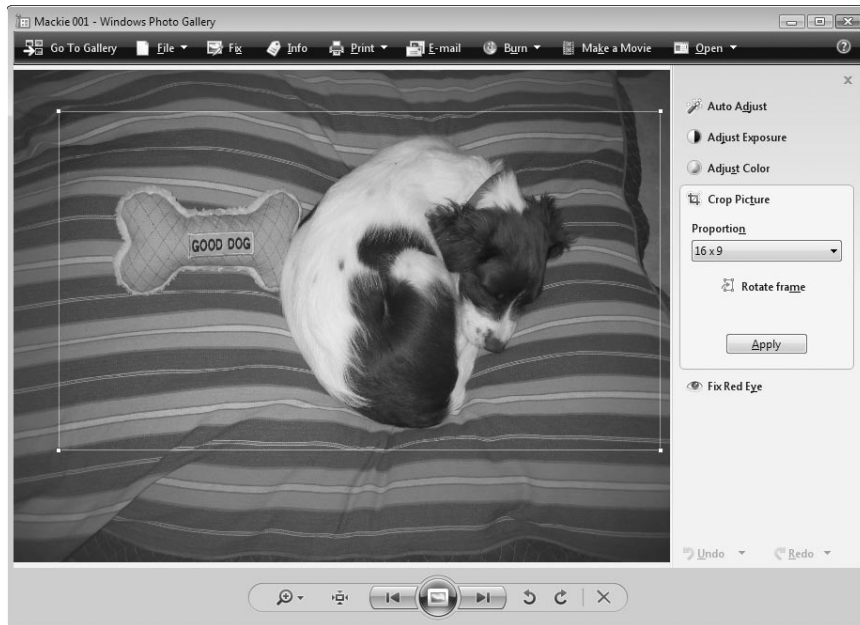 Mackie 001 - Windows Photo Gallery
Go To Gallery File Fix Info Print E-mail Burn Make a Movie Open
Auto Adjust
Adjust Exposure
Adjust Color
Crop Picture
Proportion
16 x 9
Rotate frame
Apply
Fix Red Eye
GOOD DOG
Undo Redo